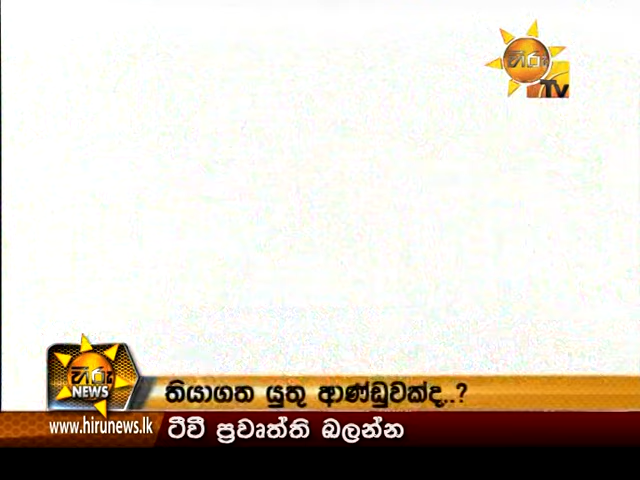 හිරු
Tv
හිරු
NEWS
තියාගත යුතු ආණ්ඩුවක්ද..?
www.hirunews.lk
ටීවී ප්‍රවෘත්ති බලන්න